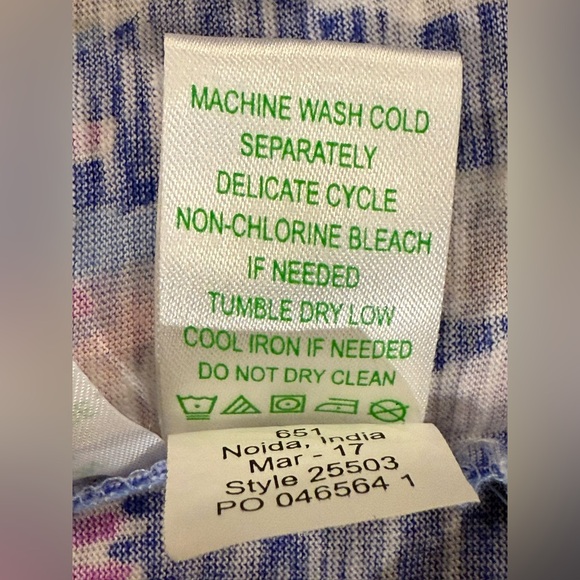 MACHINE WASH COLD
SEPARATELY
DELICATE CYCLE
NON-CHLORINE BLEACH
IF NEEDED
TUMBLE DRY LOW
COOL IRON IF NEEDED
DO NOT DRY CLEAN
651
Noida, India
Mar - 17
Style 25503
PO 046564 1